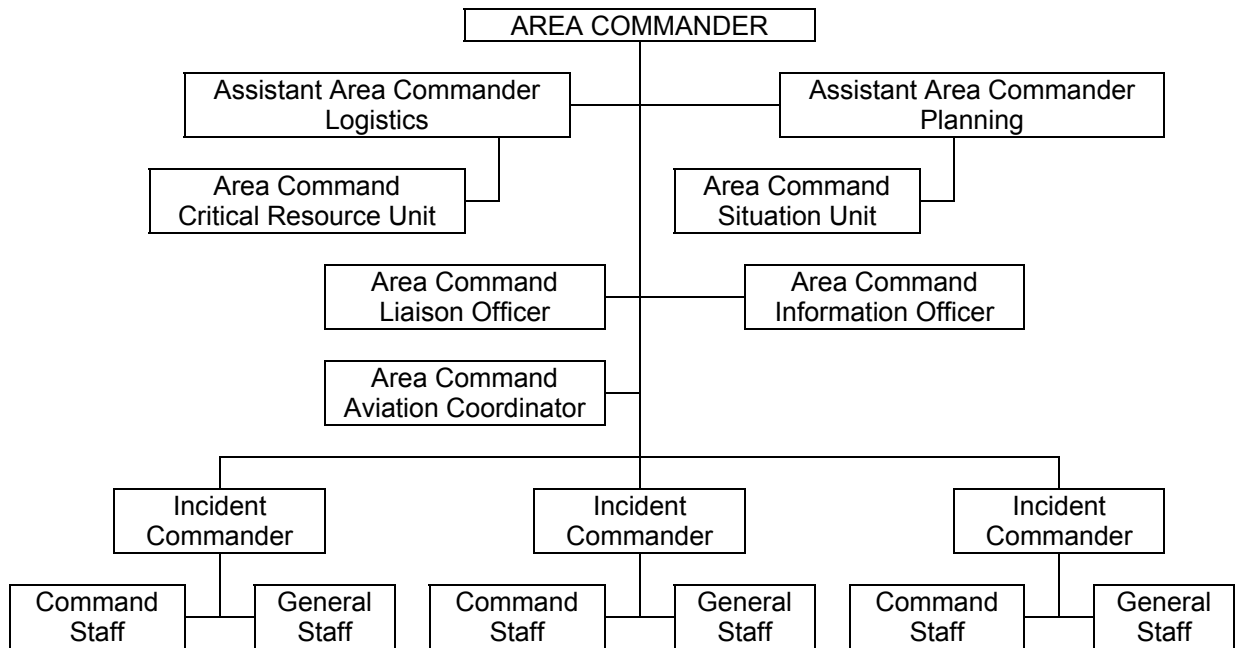 AREA COMMANDER
Assistant Area Commander
Logistics
Assistant Area Commander
Planning
Area Command
Critical Resource Unit
Area Command
Situation Unit
Area Command
Liaison Officer
Area Command
Information Officer
Area Command
Aviation Coordinator
Incident
Commander
Incident
Commander
Incident
Commander
Command
Staff
General
Staff
Command
Staff
General
Staff
Command
Staff
General
Staff